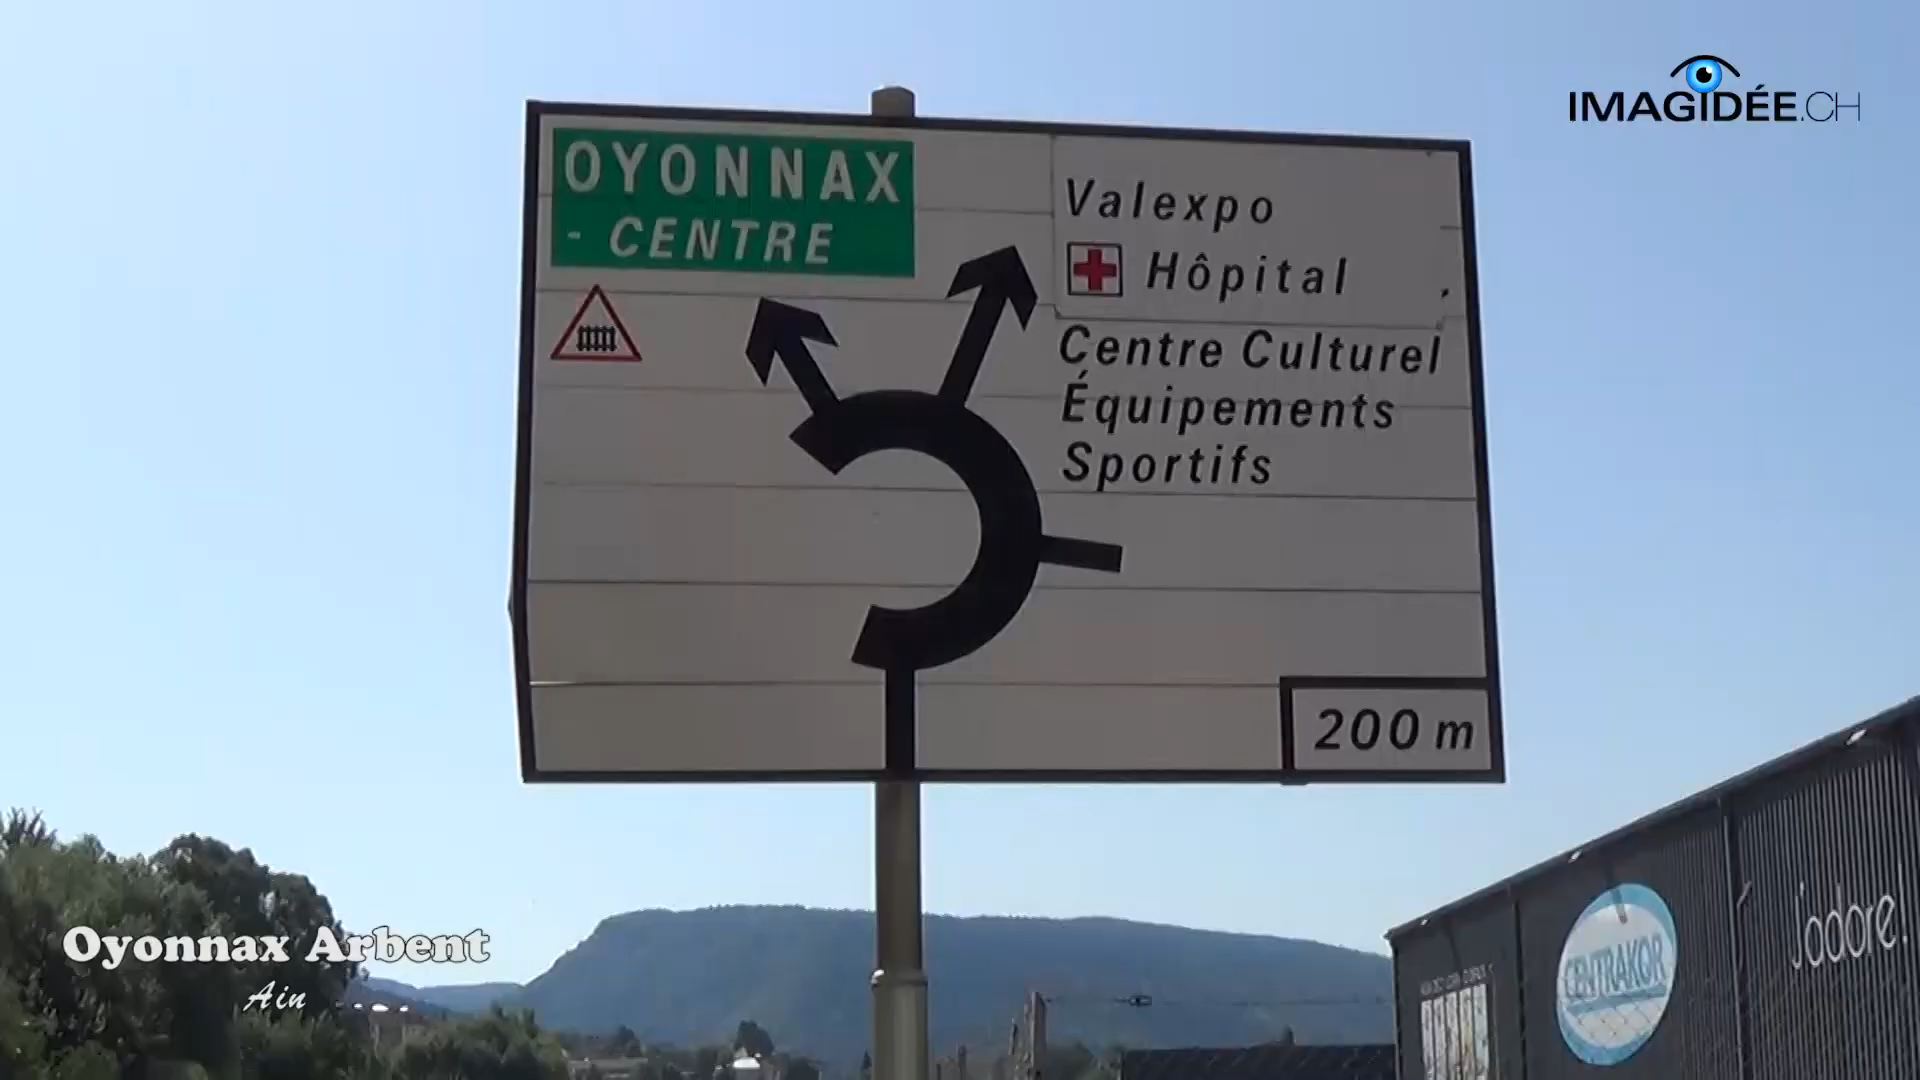 IMAGIDÉE.CH
OYONNAX
- CENTRE
Valexpo
Hôpital
Centre Culturel
Équipements
Sportifs
200 m
Oyonnax Arbent
Ain
CENTRAKOR
J'adore!